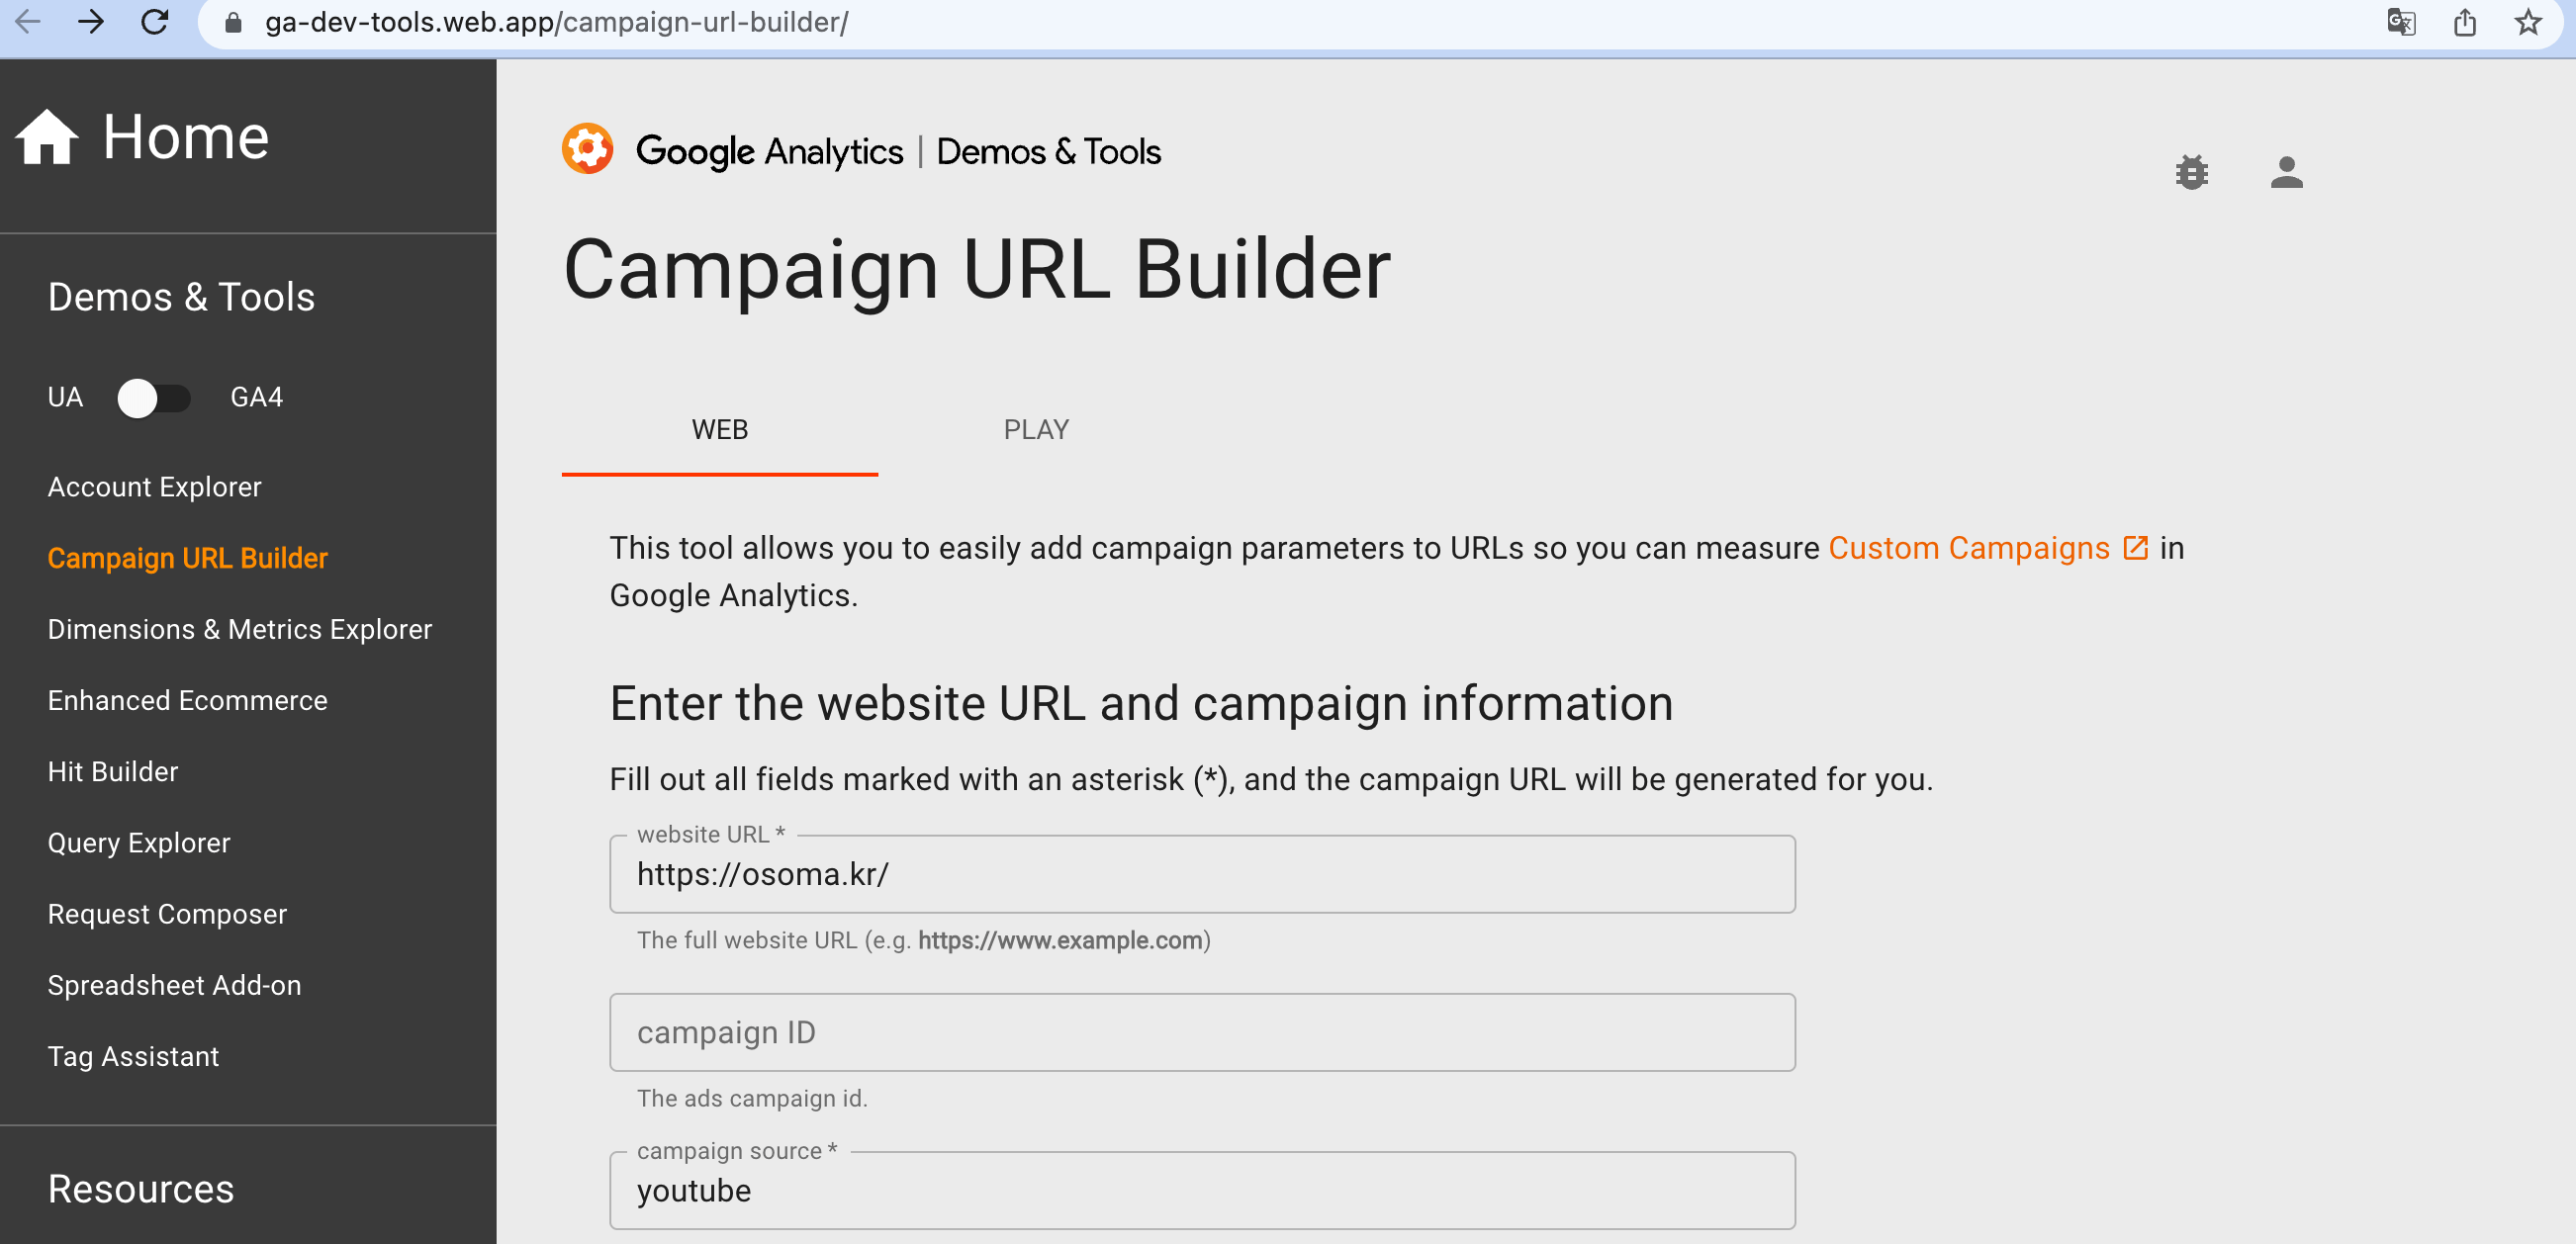 ga-dev-tools.web.app/campaign-url-builder/
Home
Demos & Tools
UA GA4
Account Explorer
Campaign URL Builder
Dimensions & Metrics Explorer
Enhanced Ecommerce
Hit Builder
Query Explorer
Request Composer
Spreadsheet Add-on
Tag Assistant
Resources
Google Analytics | Demos & Tools
Campaign URL Builder
WEB PLAY
This tool allows you to easily add campaign parameters to URLs so you can measure Custom Campaigns in
Google Analytics.
Enter the website URL and campaign information
Fill out all fields marked with an asterisk (*), and the campaign URL will be generated for you.
website URL *
https://osoma.kr/
The full website URL (e.g. https://www.example.com)
campaign ID
The ads campaign id.
campaign source *
youtube